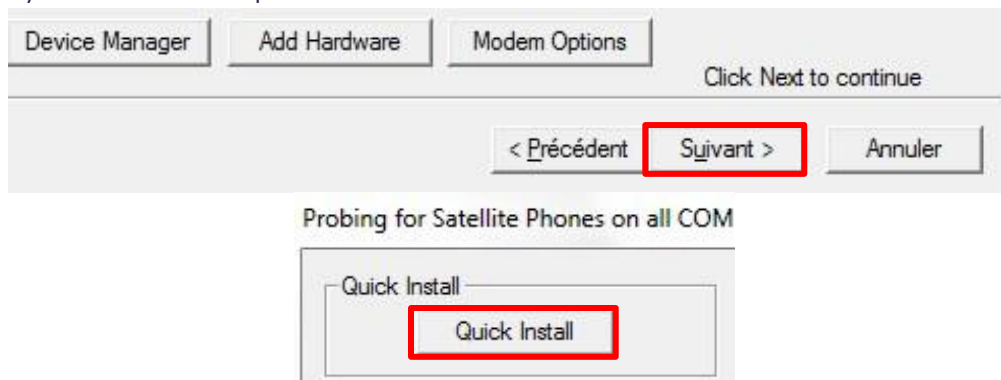 Device Manager Add Hardware Modem Options
Click Next to continue
< Précédent Suivant > Annuler
Probing for Satellite Phones on all COM
Quick Install
Quick Install